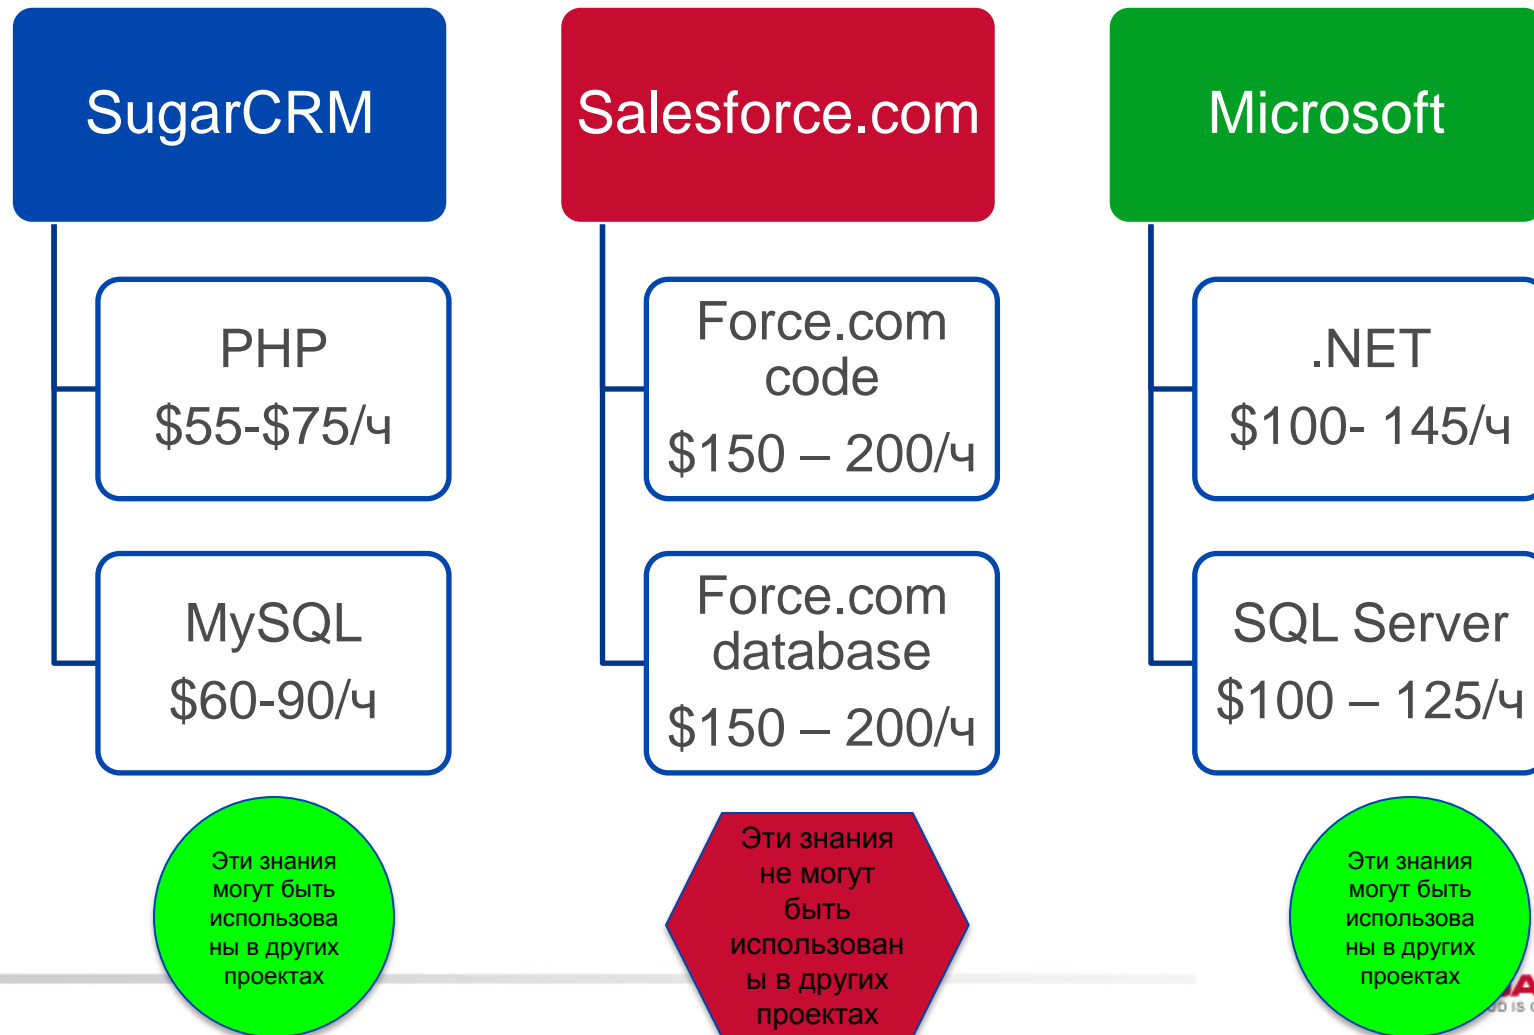 SugarCRM
PHP
$55-$75/ч
MySQL
$60-90/ч
Эти знания
могут быть
использова
ны в других
проектах
Salesforce.com
Force.com
code
$150 – 200/ч
Force.com
database
$150 – 200/ч
Эти знания
не могут
быть
использован
ы в других
проектах
Microsoft
.NET
$100- 145/ч
SQL Server
$100 – 125/ч
Эти знания
могут быть
использова
ны в других
проектах